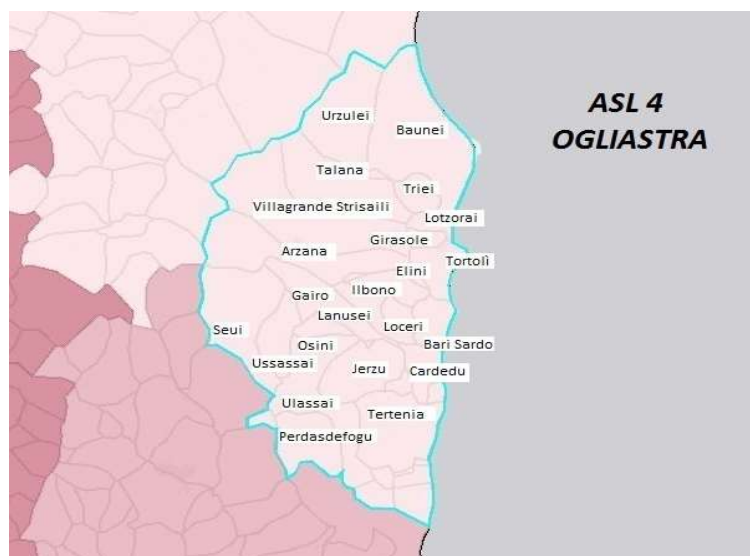 ASL 4
OGLIASTRA
Urzulei
Baunei
Talana
Triei
Villagrande Strisaili
Lotzorai
Girasole
Arzana
Tortolì
Elini
Ilbono
Gairo
Lanusei
Loceri
Seui
Osini
Bari Sardo
Ussassai
Jerzu
Cardedu
Ulassai
Tertenia
Perdasdefogu